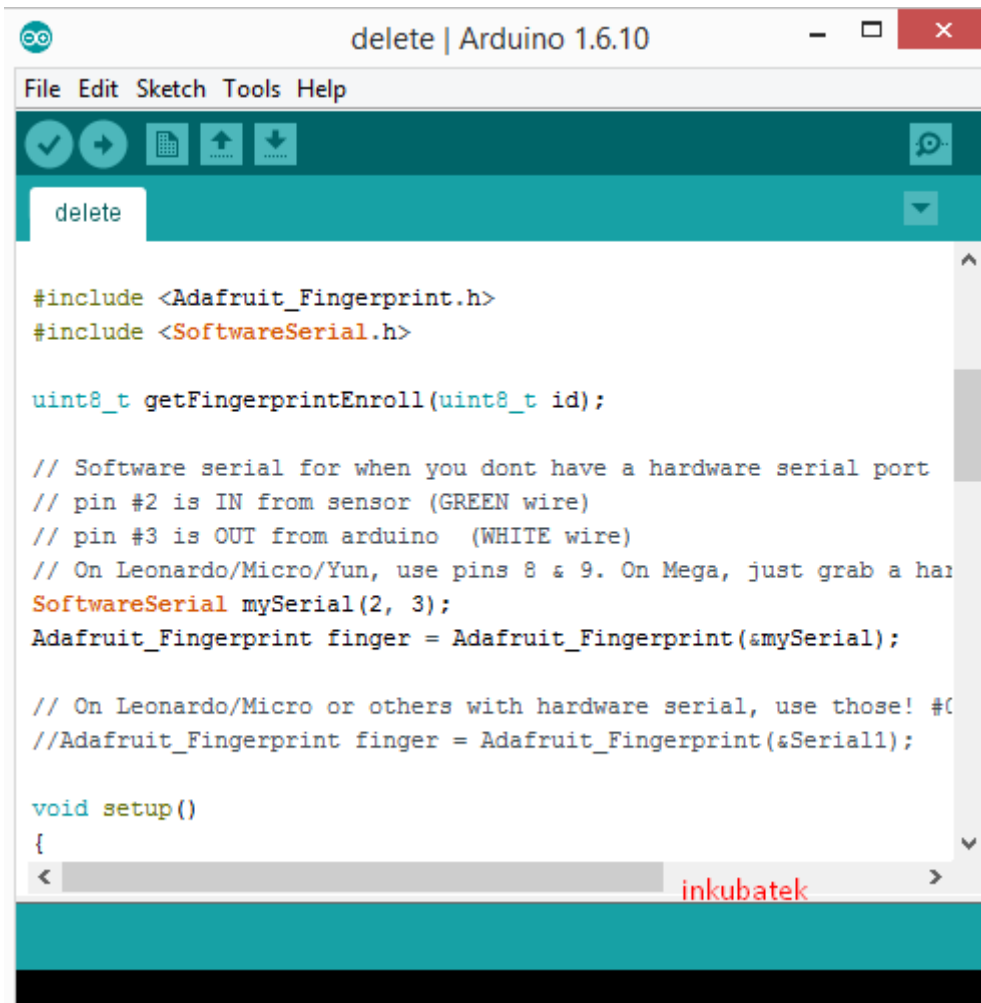 delete | Arduino 1.6.10
File Edit Sketch Tools Help
delete
#include <Adafruit_Fingerprint.h>
#include <SoftwareSerial.h>
uint8_t getFingerprintEnroll(uint8_t id);
// Software serial for when you dont have a hardware serial port
// pin #2 is IN from sensor (GREEN wire)
// pin #3 is OUT from arduino  (WHITE wire)
// On Leonardo/Micro/Yun, use pins 8 & 9. On Mega, just grab a har
SoftwareSerial mySerial(2, 3);
Adafruit_Fingerprint finger = Adafruit_Fingerprint(&mySerial);
// On Leonardo/Micro or others with hardware serial, use those! #0
//Adafruit_Fingerprint finger = Adafruit_Fingerprint(&Serial1);
void setup()
{
inkubatek